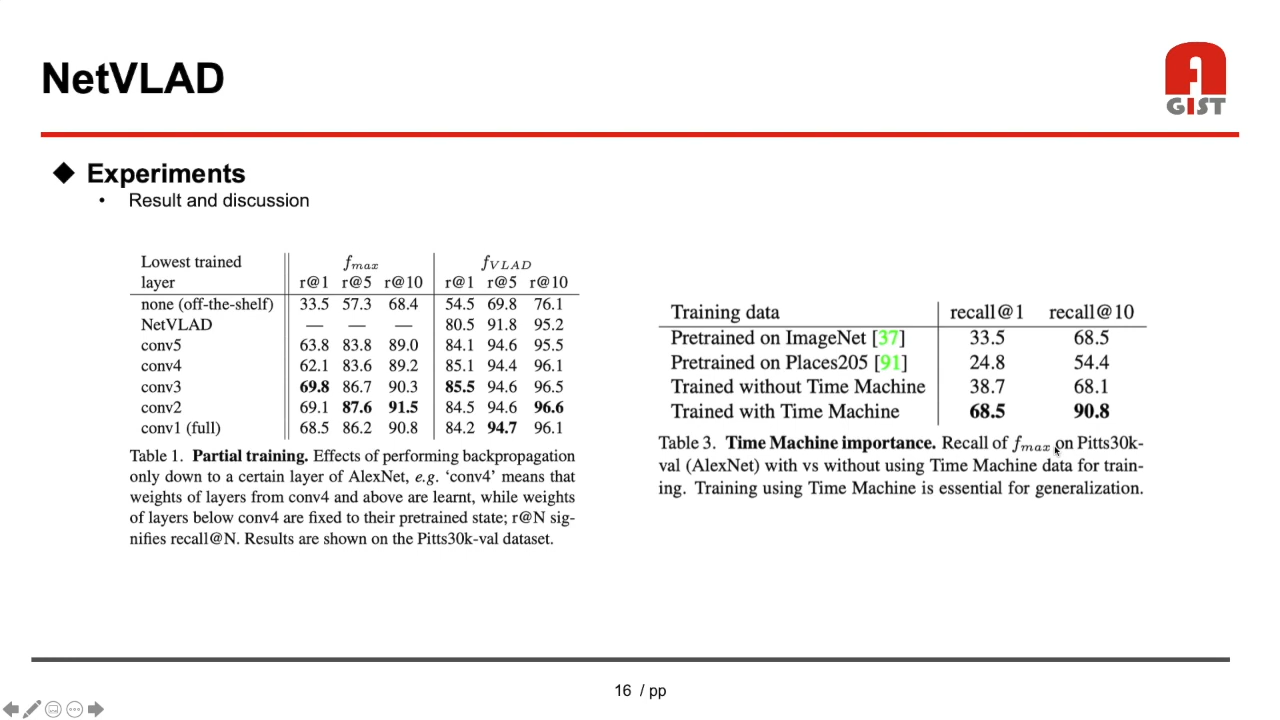 NetVLAD
GIST
Experiments
• Result and discussion
Lowest trained f_max f_VLAD
layer r@1 r@5 r@10 r@1 r@5 r@10
none (off-the-shelf) 33.5 57.3 68.4 54.5 69.8 76.1
NetVLAD — — — 80.5 91.8 95.2
conv5 63.8 83.8 89.0 84.1 94.6 95.5
conv4 62.1 83.6 89.2 85.1 94.4 96.1
conv3 69.8 86.7 90.3 85.5 94.6 96.5
conv2 69.1 87.6 91.5 84.5 94.6 96.6
conv1 (full) 68.5 86.2 90.8 84.2 94.7 96.1
Table 1. Partial training. Effects of performing backpropagation
only down to a certain layer of AlexNet, e.g. ‘conv4’ means that
weights of layers from conv4 and above are learnt, while weights
of layers below conv4 are fixed to their pretrained state; r@N sig-
nifies recall@N. Results are shown on the Pitts30k-val dataset.
Training data recall@1 recall@10
Pretrained on ImageNet [37] 33.5 68.5
Pretrained on Places205 [91] 24.8 54.4
Trained without Time Machine 38.7 68.1
Trained with Time Machine 68.5 90.8
Table 3. Time Machine importance. Recall of f_max on Pitts30k-
val (AlexNet) with vs without using Time Machine data for train-
ing. Training using Time Machine is essential for generalization.
16 / pp